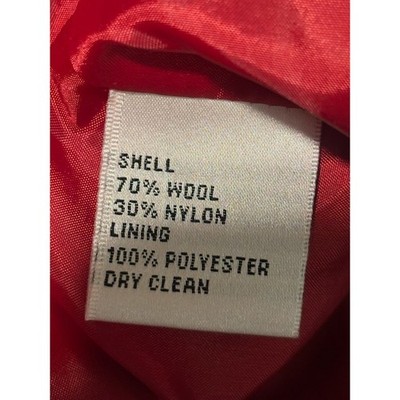 SHELL
70% WOOL
30% NYLON
LINING
100% POLYESTER
DRY CLEAN